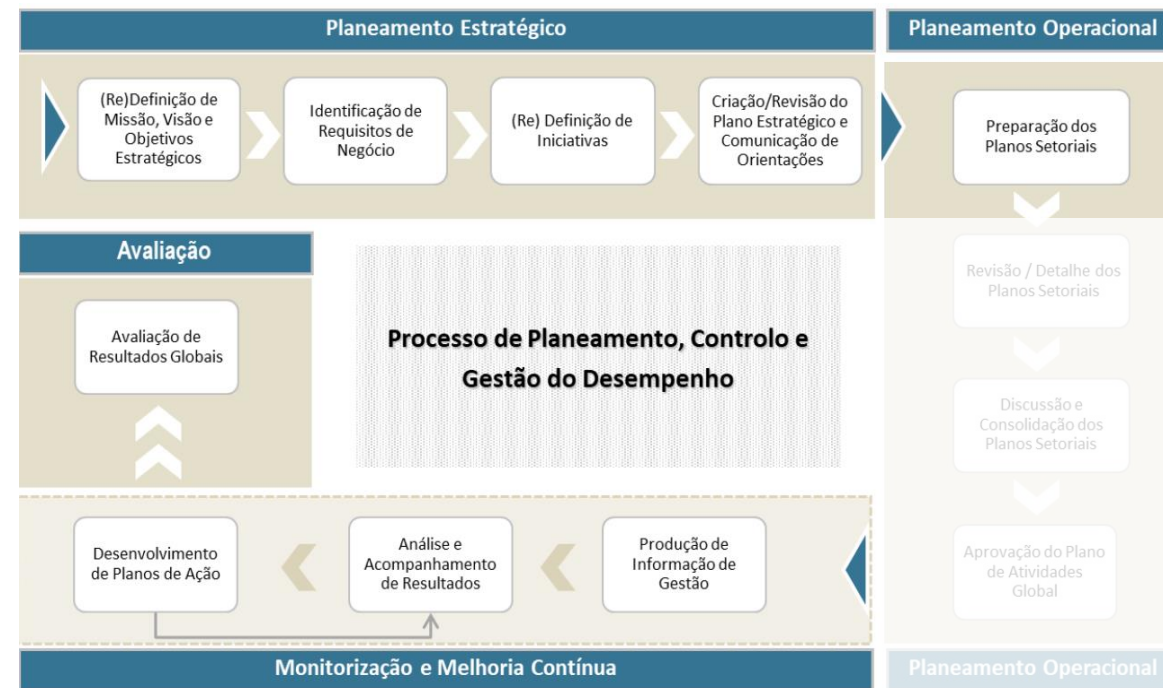 Planeamento Estratégico
Planeamento Operacional
(Re)Definição de
Missão, Visão e
Objetivos
Estratégicos
Identificação de
Requisitos de
Negócio
(Re) Definição de
Iniciativas
Criação/Revisão do
Plano Estratégico e
Comunicação de
Orientações
Preparação dos
Planos Setoriais
Revisão / Detalhe dos
Planos Setoriais
Discussão e
Consolidação dos
Planos Setoriais
Aprovação do Plano
de Atividades
Global
Avaliação
Avaliação de
Resultados Globais
Processo de Planeamento, Controlo e
Gestão do Desempenho
Desenvolvimento
de Planos de Ação
Análise e
Acompanhamento
de Resultados
Produção de
Informação de
Gestão
Monitorização e Melhoria Contínua
Planeamento Operacional